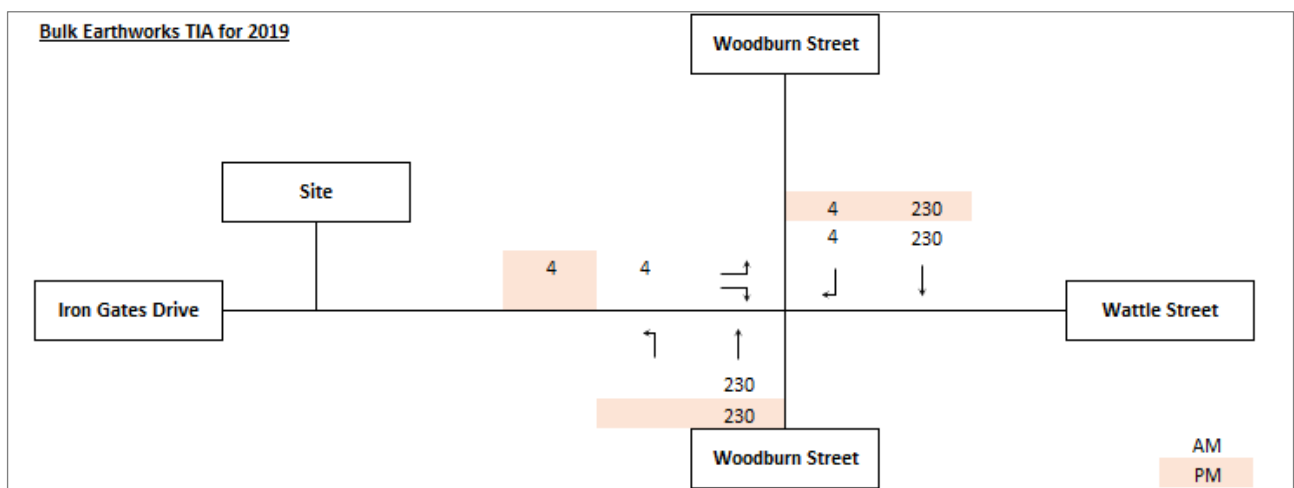 Bulk Earthworks TIA for 2019
Woodburn Street
Site
4 230
4 230
4 4
Iron Gates Drive
Wattle Street
230
230
Woodburn Street
AM
PM